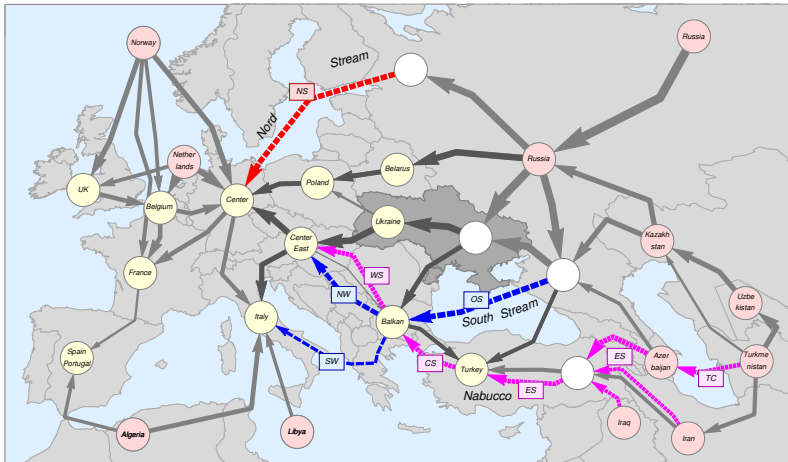 Norway
Russia
Stream
NS
Nord
Nether
lands
Russia
UK
Belgium
Center
Poland
Belarus
Ukraine
Center
East
Kazakh
stan
France
WS
NW
OS
South Stream
Uzbe
kistan
Italy
Balkan
Spain
Portugal
SW
CS
Turkey
ES
Azer
baijan
Turkme
nistan
TC
ES
Nabucco
Algeria
Libya
Iraq
Iran